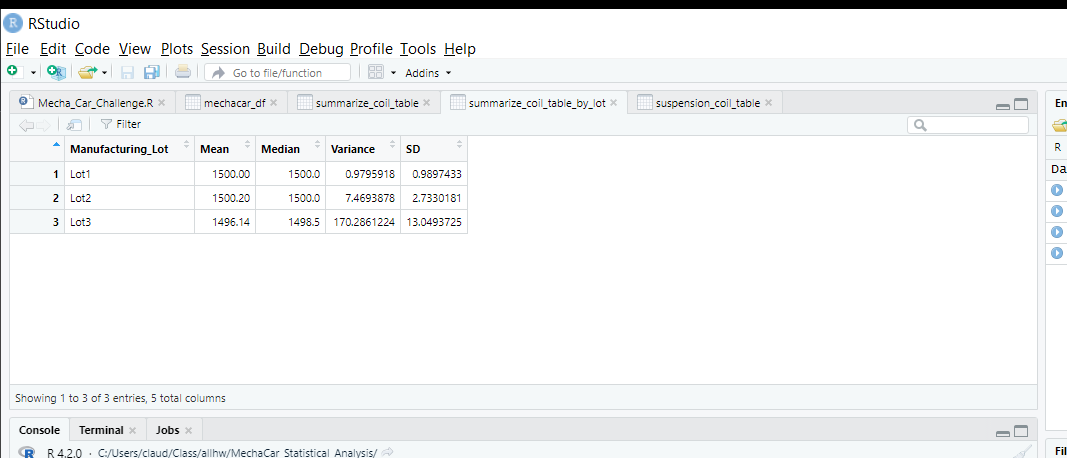 RStudio
File Edit Code View Plots Session Build Debug Profile Tools Help
Go to file/function Addins
Mecha_Car_Challenge.R mechacar_df summarize_coil_table summarize_coil_table_by_lot suspension_coil_table En
Filter
R
Da
Manufacturing_Lot Mean Median Variance SD
1 Lot1 1500.00 1500.0 0.9795918 0.9897433
2 Lot2 1500.20 1500.0 7.4693878 2.7330181
3 Lot3 1496.14 1498.5 170.2861224 13.0493725
Showing 1 to 3 of 3 entries, 5 total columns
Console Terminal Jobs
R 4.2.0 · C:/Users/claud/Class/allhw/MechaCar_Statistical_Analysis/ Fil